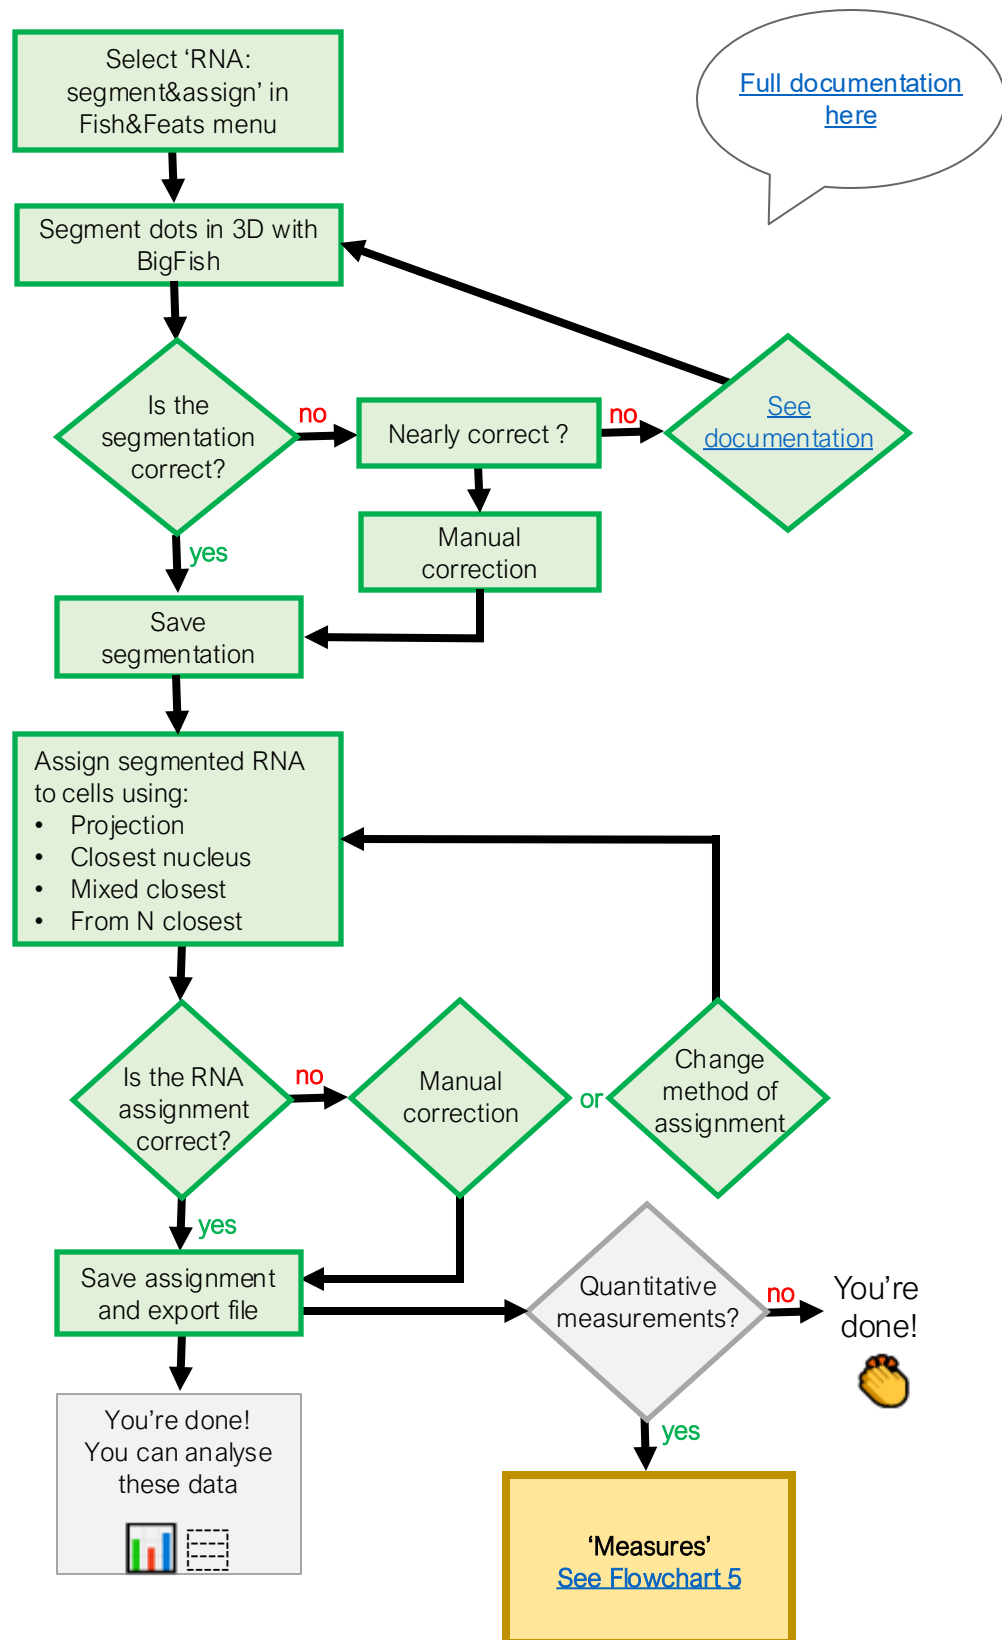 Select ‘RNA:
segment&assign’ in
Fish&Feats menu
Full documentation
here
Segment dots in 3D with
BigFish
Is the
segmentation
correct?
no
Nearly correct ?
no
See
documentation
Manual
correction
yes
Save
segmentation
Assign segmented RNA
to cells using:
• Projection
• Closest nucleus
• Mixed closest
• From N closest
Is the RNA
assignment
correct?
no
Manual
correction
or
Change
method of
assignment
yes
Save assignment
and export file
Quantitative
measurements?
no
You’re
done!
You’re done!
You can analyse
these data
yes
‘Measures’
See Flowchart 5